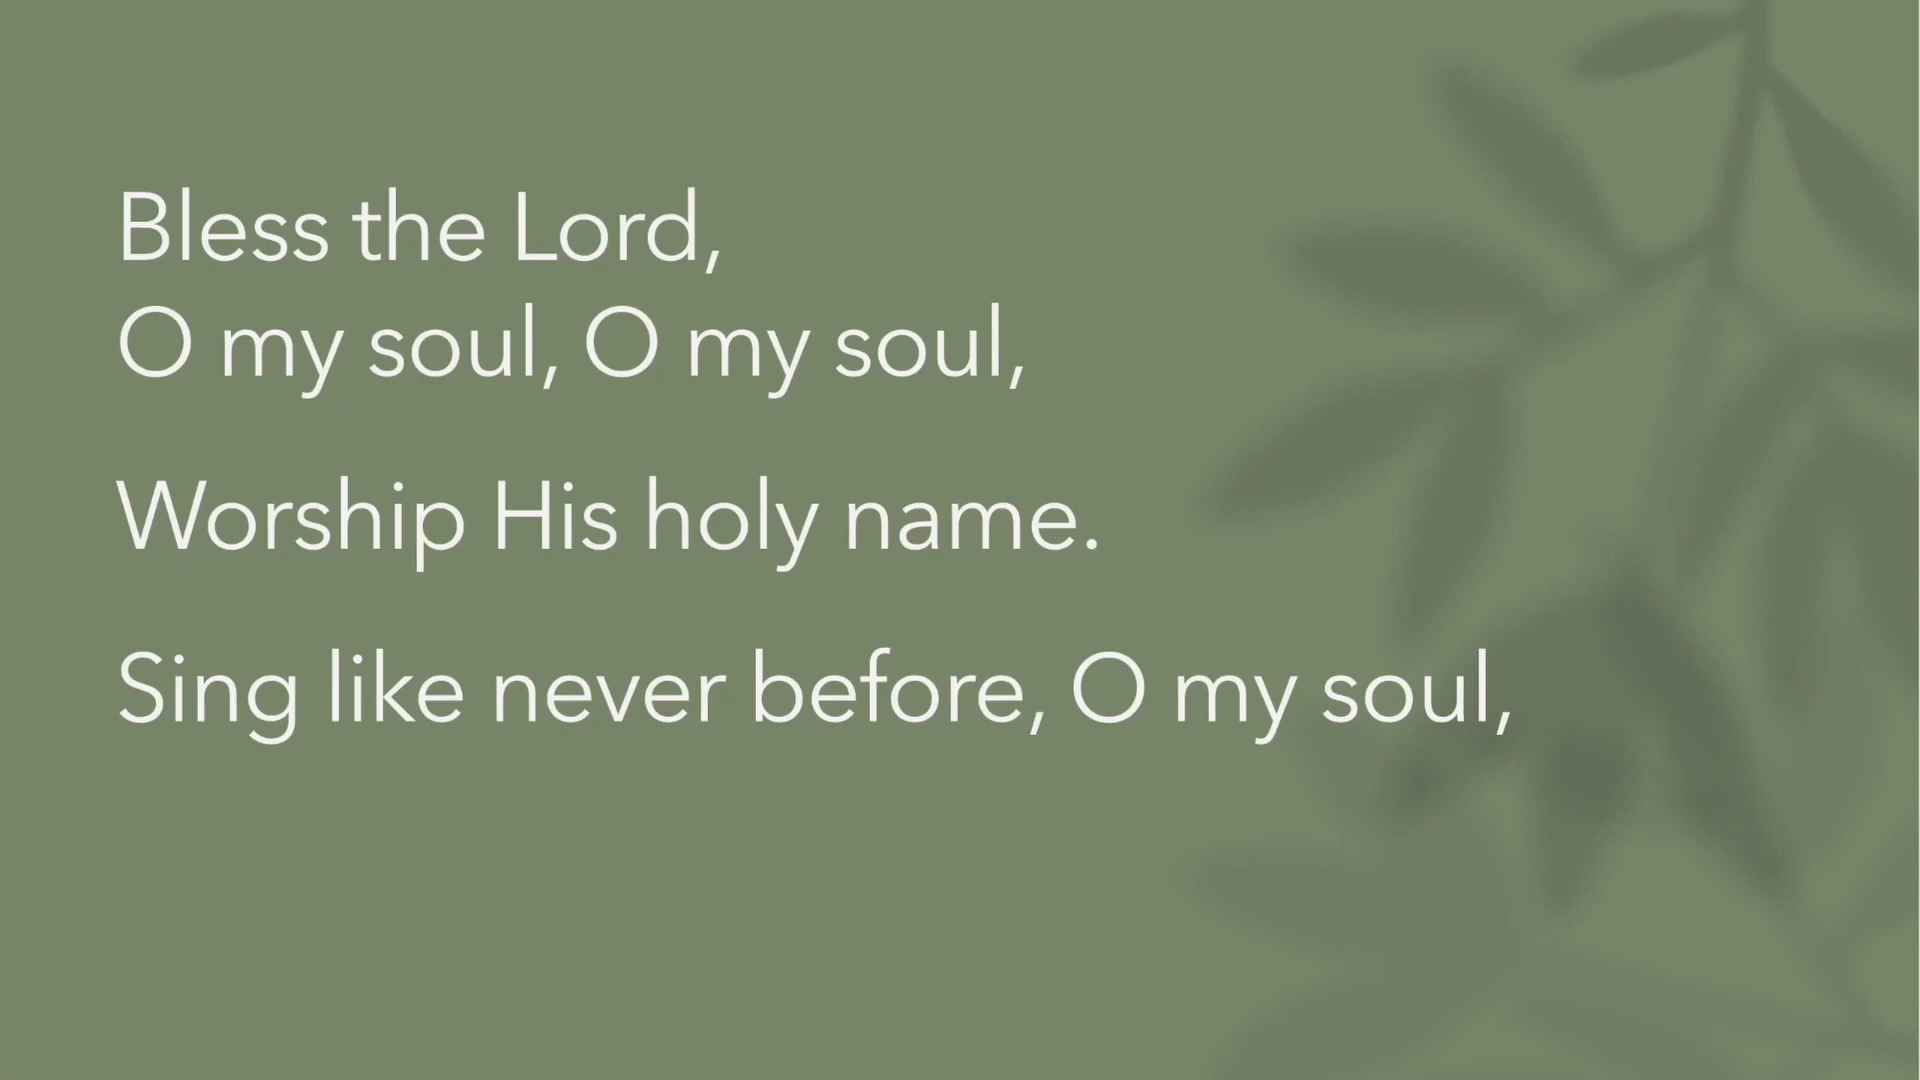 Bless the Lord,
O my soul, O my soul,
Worship His holy name.
Sing like never before, O my soul,